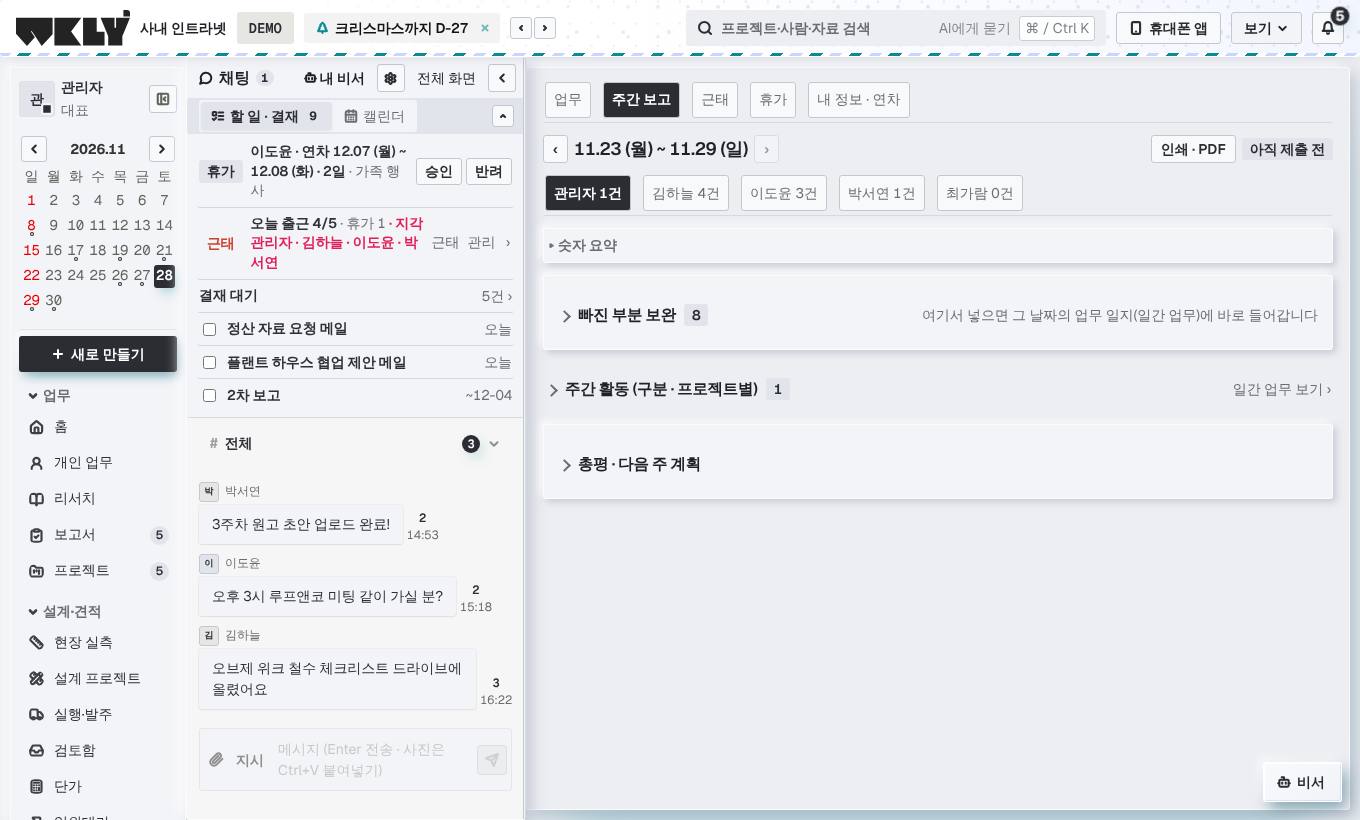 WKLY 사내 인트라넷 DEMO 크리스마스까지 D-27 × ‹ › 프로젝트·사람·자료 검색 AI에게 묻기 ⌘ / Ctrl K 휴대폰 앱 보기 5
관 관리자
대표
2026.11
일 월 화 수 목 금 토
1 2 3 4 5 6 7
8 9 10 11 12 13 14
15 16 17 18 19 20 21
22 23 24 25 26 27 28
29 30
+ 새로 만들기
업무
홈
개인 업무
리서치
보고서 5
프로젝트 5
설계·견적
현장 실측
설계 프로젝트
실행·발주
검토함
단가
채팅 1 내 비서 전체 화면
할 일 · 결재 9 캘린더
휴가 이도윤 · 연차 12.07 (월) ~
12.08 (화) · 2일 · 가족 행
사
승인 반려
근태 오늘 출근 4/5 · 휴가 1 · 지각
관리자 · 김하늘 · 이도윤 · 박
서연
근태 관리 ›
결재 대기 5건 ›
정산 자료 요청 메일 오늘
플랜트 하우스 협업 제안 메일 오늘
2차 보고 ~12-04
# 전체 3
박 박서연
3주차 원고 초안 업로드 완료! 2
14:53
이 이도윤
오후 3시 루프앤코 미팅 같이 가실 분? 2
15:18
김 김하늘
오브제 위크 철수 체크리스트 드라이브에
올렸어요
3
16:22
지시 메시지 (Enter 전송 · 사진은
Ctrl+V 붙여넣기)
업무 주간 보고 근태 휴가 내 정보 · 연차
‹ 11.23 (월) ~ 11.29 (일) › 인쇄 · PDF 아직 제출 전
관리자 1건 김하늘 4건 이도윤 3건 박서연 1건 최가람 0건
▸ 숫자 요약
빠진 부분 보완 8 여기서 넣으면 그 날짜의 업무 일지(일간 업무)에 바로 들어갑니다
주간 활동 (구분 · 프로젝트별) 1 일간 업무 보기 ›
총평 · 다음 주 계획
비서